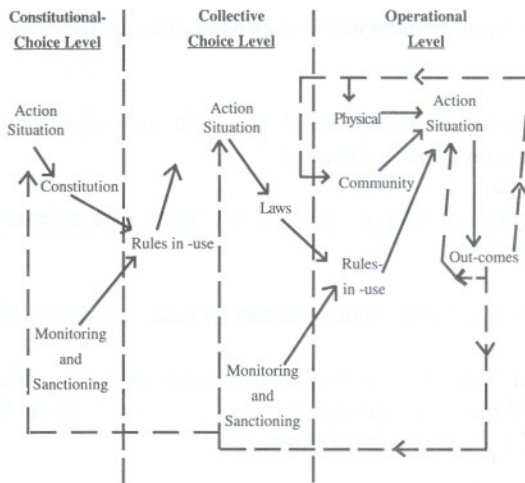 Constitutional-
Choice Level
Collective
Choice Level
Operational
Level
Action
Situation
Constitution
Rules in -use
Monitoring
and
Sanctioning
Action
Situation
Laws
Rules-
in -use
Monitoring
and
Sanctioning
Physical
Community
Action
Situation
Out-comes